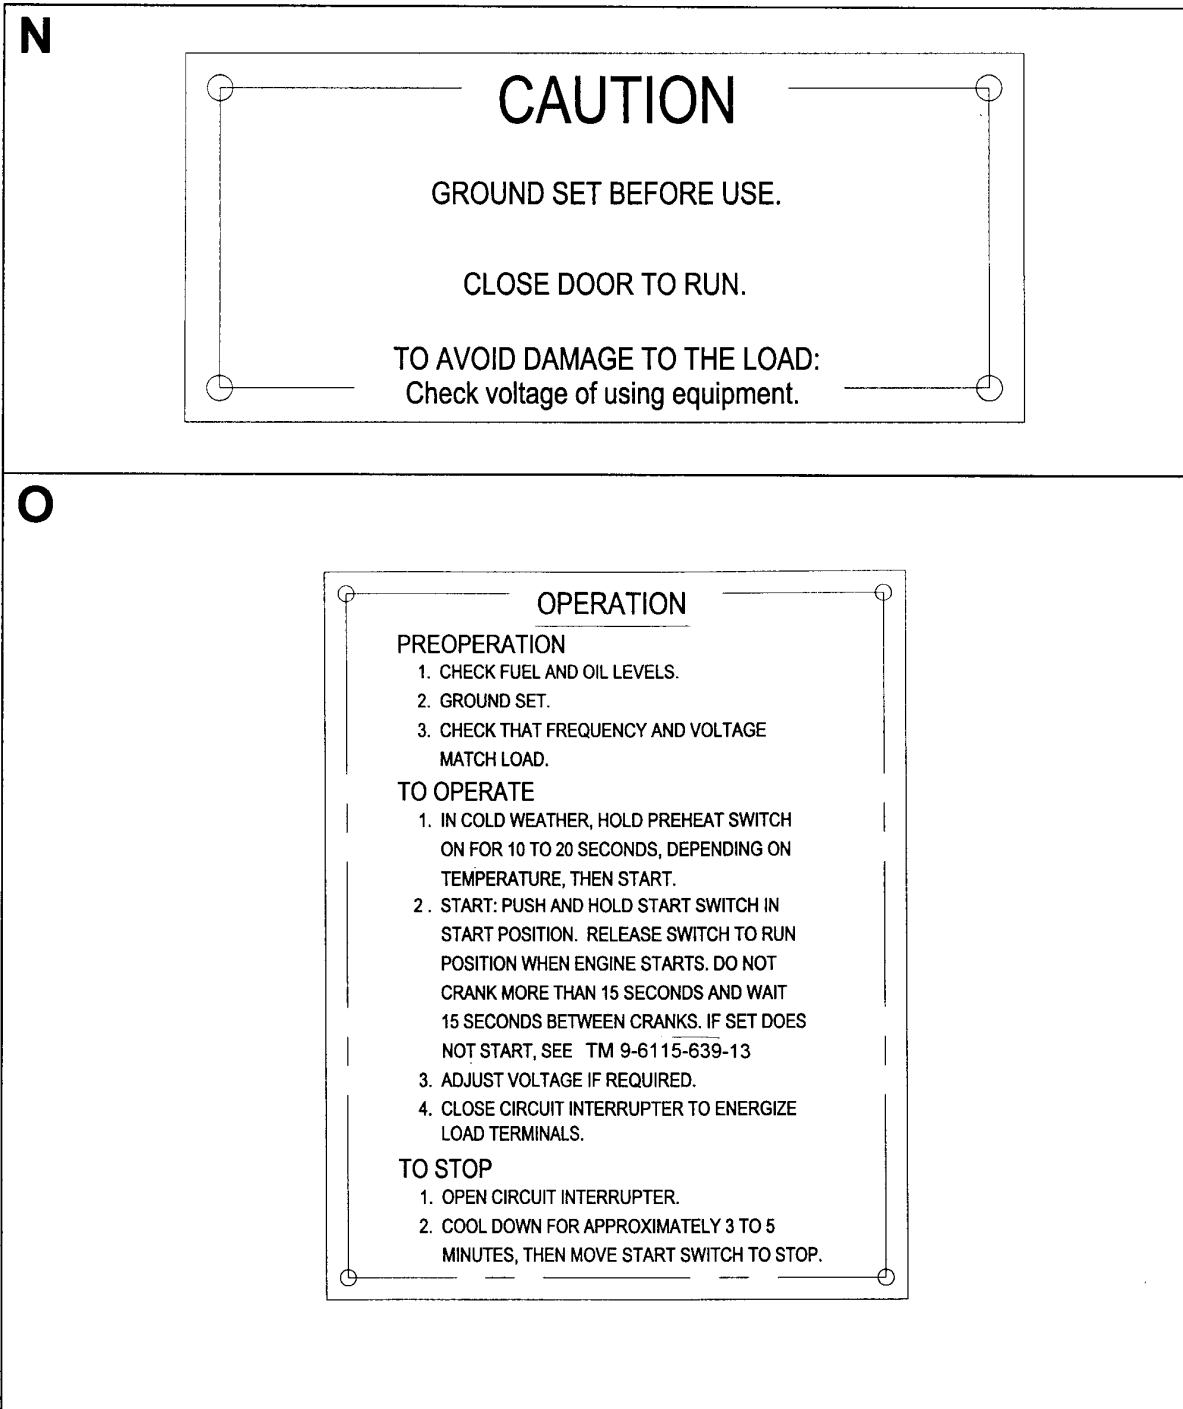 N
CAUTION
GROUND SET BEFORE USE.
CLOSE DOOR TO RUN.
TO AVOID DAMAGE TO THE LOAD:
Check voltage of using equipment.
O
OPERATION
PREOPERATION
1. CHECK FUEL AND OIL LEVELS.
2. GROUND SET.
3. CHECK THAT FREQUENCY AND VOLTAGE
MATCH LOAD.
TO OPERATE
1. IN COLD WEATHER, HOLD PREHEAT SWITCH
ON FOR 10 TO 20 SECONDS, DEPENDING ON
TEMPERATURE, THEN START.
2 . START: PUSH AND HOLD START SWITCH IN
START POSITION. RELEASE SWITCH TO RUN
POSITION WHEN ENGINE STARTS. DO NOT
CRANK MORE THAN 15 SECONDS AND WAIT
15 SECONDS BETWEEN CRANKS. IF SET DOES
NOT START, SEE TM 9-6115-639-13
3. ADJUST VOLTAGE IF REQUIRED.
4. CLOSE CIRCUIT INTERRUPTER TO ENERGIZE
LOAD TERMINALS.
TO STOP
1. OPEN CIRCUIT INTERRUPTER.
2. COOL DOWN FOR APPROXIMATELY 3 TO 5
MINUTES, THEN MOVE START SWITCH TO STOP.